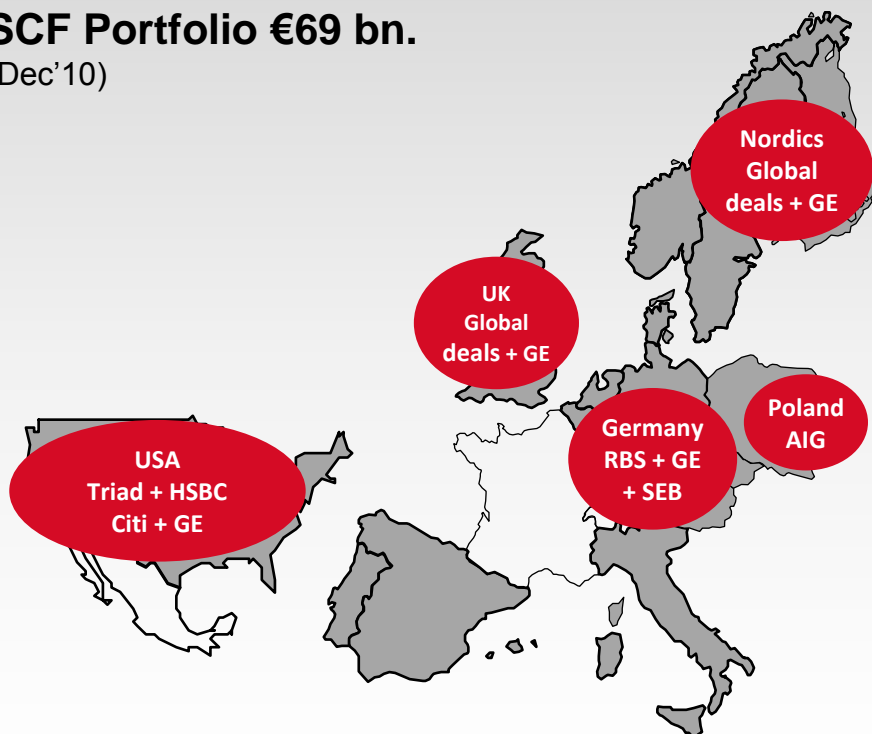 SCF Portfolio €69 bn.
Dec’10)
Nordics
Global
deals + GE
UK
Global
deals + GE
Poland
AIG
Germany
RBS + GE
+ SEB
USA
Triad + HSBC
Citi + GE